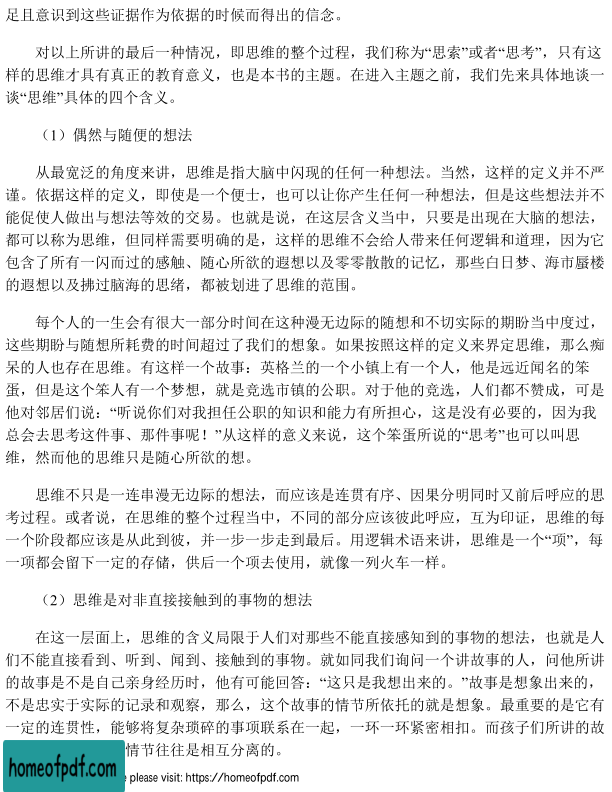 足且意识到这些证据作为依据的时候而得出的信念。
对以上所讲的最后一种情况，即思维的整个过程，我们称为“思索”或者“思考”，只有这
样的思维才具有真正的教育意义，也是本书的主题。在进入主题之前，我们先来具体地谈一
谈“思维”具体的四个含义。
（1）偶然与随便的想法
从最宽泛的角度来讲，思维是指大脑中闪现的任何一种想法。当然，这样的定义并不严
谨。依据这样的定义，即使是一个便士，也可以让你产生任何一种想法，但是这些想法并不
能促使人做出与想法等效的交易。也就是说，在这层含义当中，只要是出现在大脑的想法，
都可以称为思维，但同样需要明确的是，这样的思维不会给人带来任何逻辑和道理，因为它
包含了所有一闪而过的感触、随心所欲的遐想以及零零散散的记忆，那些白日梦、海市蜃楼
的遐想以及拂过脑海的思绪，都被划进了思维的范围。
每个人的一生会有很大一部分时间在这种漫无边际的随想和不切实际的期盼当中度过，
这些期盼与随想所耗费的时间超过了我们的想象。如果按照这样的定义来界定思维，那么痴
呆的人也存在思维。有这样一个故事：英格兰的一个小镇上有一个人，他是远近闻名的笨
蛋，但是这个笨人有一个梦想，就是竞选市镇的公职。对于他的竞选，人们都不赞成，可是
他对邻居们说：“听说你们对我担任公职的知识和能力有所担心，这是没有必要的，因为我
总会去思考这件事、那件事呢！”从这样的意义来说，这个笨蛋所说的“思考”也可以叫思
维，然而他的思维只是随心所欲的想。
思维不只是一连串漫无边际的想法，而应该是连贯有序、因果分明同时又前后呼应的思
考过程。或者说，在思维的整个过程当中，不同的部分应该彼此呼应，互为印证，思维的每
一个阶段都应该是从此到彼，并一步一步走到最后。用逻辑术语来讲，思维是一个“项”，每
一项都会留下一定的存储，供后一个项去使用，就像一列火车一样。
（2）思维是对非直接接触到的事物的想法
在这一层面上，思维的含义局限于人们对那些不能直接感知到的事物的想法，也就是人
们不能直接看到、听到、闻到、接触到的事物。就如同我们询问一个讲故事的人，问他所讲
的故事是不是自己亲身经历时，他有可能回答：“这只是我想出来的。”故事是想象出来的，
不是忠实于实际的记录和观察，那么，这个故事的情节所依托的就是想象。最重要的是它有
一定的连贯性，能够将复杂琐碎的事项联系在一起，一环一环紧密相扣。而孩子们所讲的故
情节往往是相互分离的。
homeofpdf.com
please visit: https://homeofpdf.com